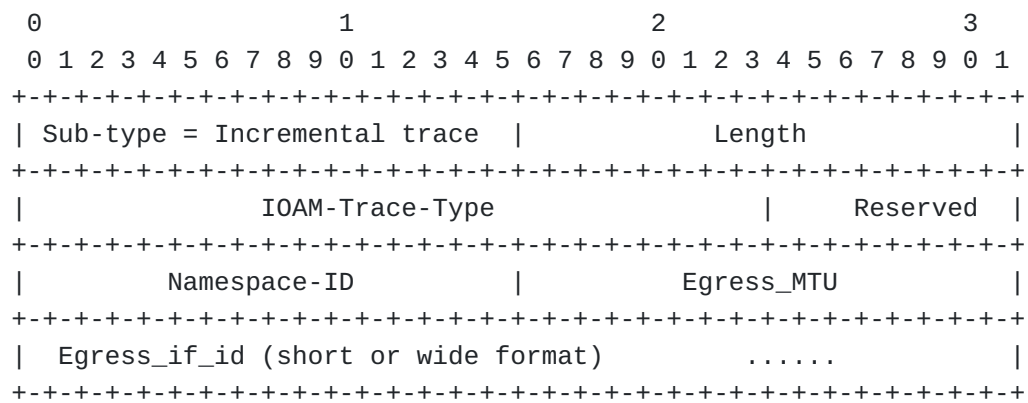 0                   1                   2                   3
 0 1 2 3 4 5 6 7 8 9 0 1 2 3 4 5 6 7 8 9 0 1 2 3 4 5 6 7 8 9 0 1
+-+-+-+-+-+-+-+-+-+-+-+-+-+-+-+-+-+-+-+-+-+-+-+-+-+-+-+-+-+-+-+-+
| Sub-type = Incremental trace  |            Length             |
+-+-+-+-+-+-+-+-+-+-+-+-+-+-+-+-+-+-+-+-+-+-+-+-+-+-+-+-+-+-+-+-+
|               IOAM-Trace-Type                 |     Reserved  |
+-+-+-+-+-+-+-+-+-+-+-+-+-+-+-+-+-+-+-+-+-+-+-+-+-+-+-+-+-+-+-+-+
|         Namespace-ID          |          Egress_MTU           |
+-+-+-+-+-+-+-+-+-+-+-+-+-+-+-+-+-+-+-+-+-+-+-+-+-+-+-+-+-+-+-+-+
|  Egress_if_id (short or wide format)         ......           |
+-+-+-+-+-+-+-+-+-+-+-+-+-+-+-+-+-+-+-+-+-+-+-+-+-+-+-+-+-+-+-+-+